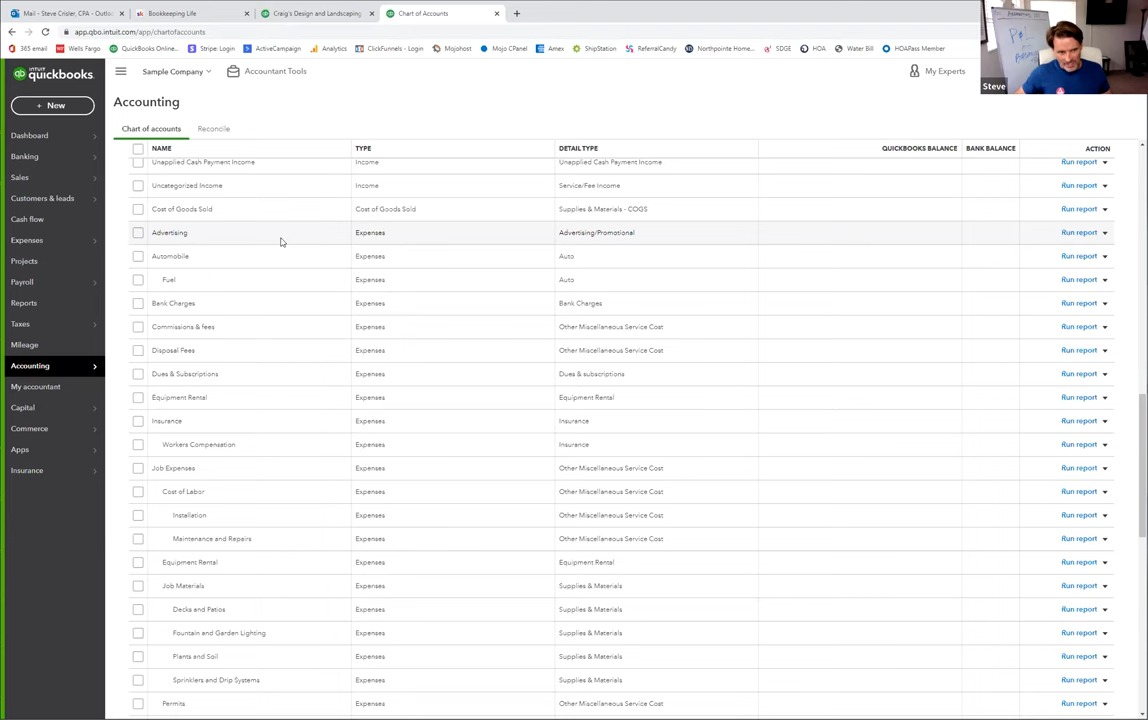 Mail - Steve Crisler, CPA - Outlo
Bookkeeping Life
Craig's Design and Landscaping
Chart of Accounts
app.qbo.intuit.com/app/chartofaccounts
365 email
Wells Fargo
QuickBooks Online...
Stripe: Login
ActiveCampaign
Analytics
ClickFunnels - Login
Mojohost
Mojo CPanel
Amex
ShipStation
ReferralCandy
Northpointe Home...
SDGE
HOA
Water Bill
HOAPass Member
P&L
Steve
intuit quickbooks.
Sample Company
Accountant Tools
My Experts
+ New
Dashboard
Banking
Sales
Customers & leads
Cash flow
Expenses
Projects
Payroll
Reports
Taxes
Mileage
Accounting
My accountant
Capital
Commerce
Apps
Insurance
Accounting
Chart of accounts Reconcile
NAME TYPE DETAIL TYPE QUICKBOOKS BALANCE BANK BALANCE ACTION
Unapplied Cash Payment Income Income Unapplied Cash Payment Income Run report
Uncategorized Income Income Service/Fee Income Run report
Cost of Goods Sold Cost of Goods Sold Supplies & Materials - COGS Run report
Advertising Expenses Advertising/Promotional Run report
Automobile Expenses Auto Run report
Fuel Expenses Auto Run report
Bank Charges Expenses Bank Charges Run report
Commissions & fees Expenses Other Miscellaneous Service Cost Run report
Disposal Fees Expenses Other Miscellaneous Service Cost Run report
Dues & Subscriptions Expenses Dues & subscriptions Run report
Equipment Rental Expenses Equipment Rental Run report
Insurance Expenses Insurance Run report
Workers Compensation Expenses Insurance Run report
Job Expenses Expenses Other Miscellaneous Service Cost Run report
Cost of Labor Expenses Other Miscellaneous Service Cost Run report
Installation Expenses Other Miscellaneous Service Cost Run report
Maintenance and Repairs Expenses Other Miscellaneous Service Cost Run report
Equipment Rental Expenses Equipment Rental Run report
Job Materials Expenses Supplies & Materials Run report
Decks and Patios Expenses Supplies & Materials Run report
Fountain and Garden Lighting Expenses Supplies & Materials Run report
Plants and Soil Expenses Supplies & Materials Run report
Sprinklers and Drip Systems Expenses Supplies & Materials Run report
Permits Expenses Other Miscellaneous Service Cost Run report